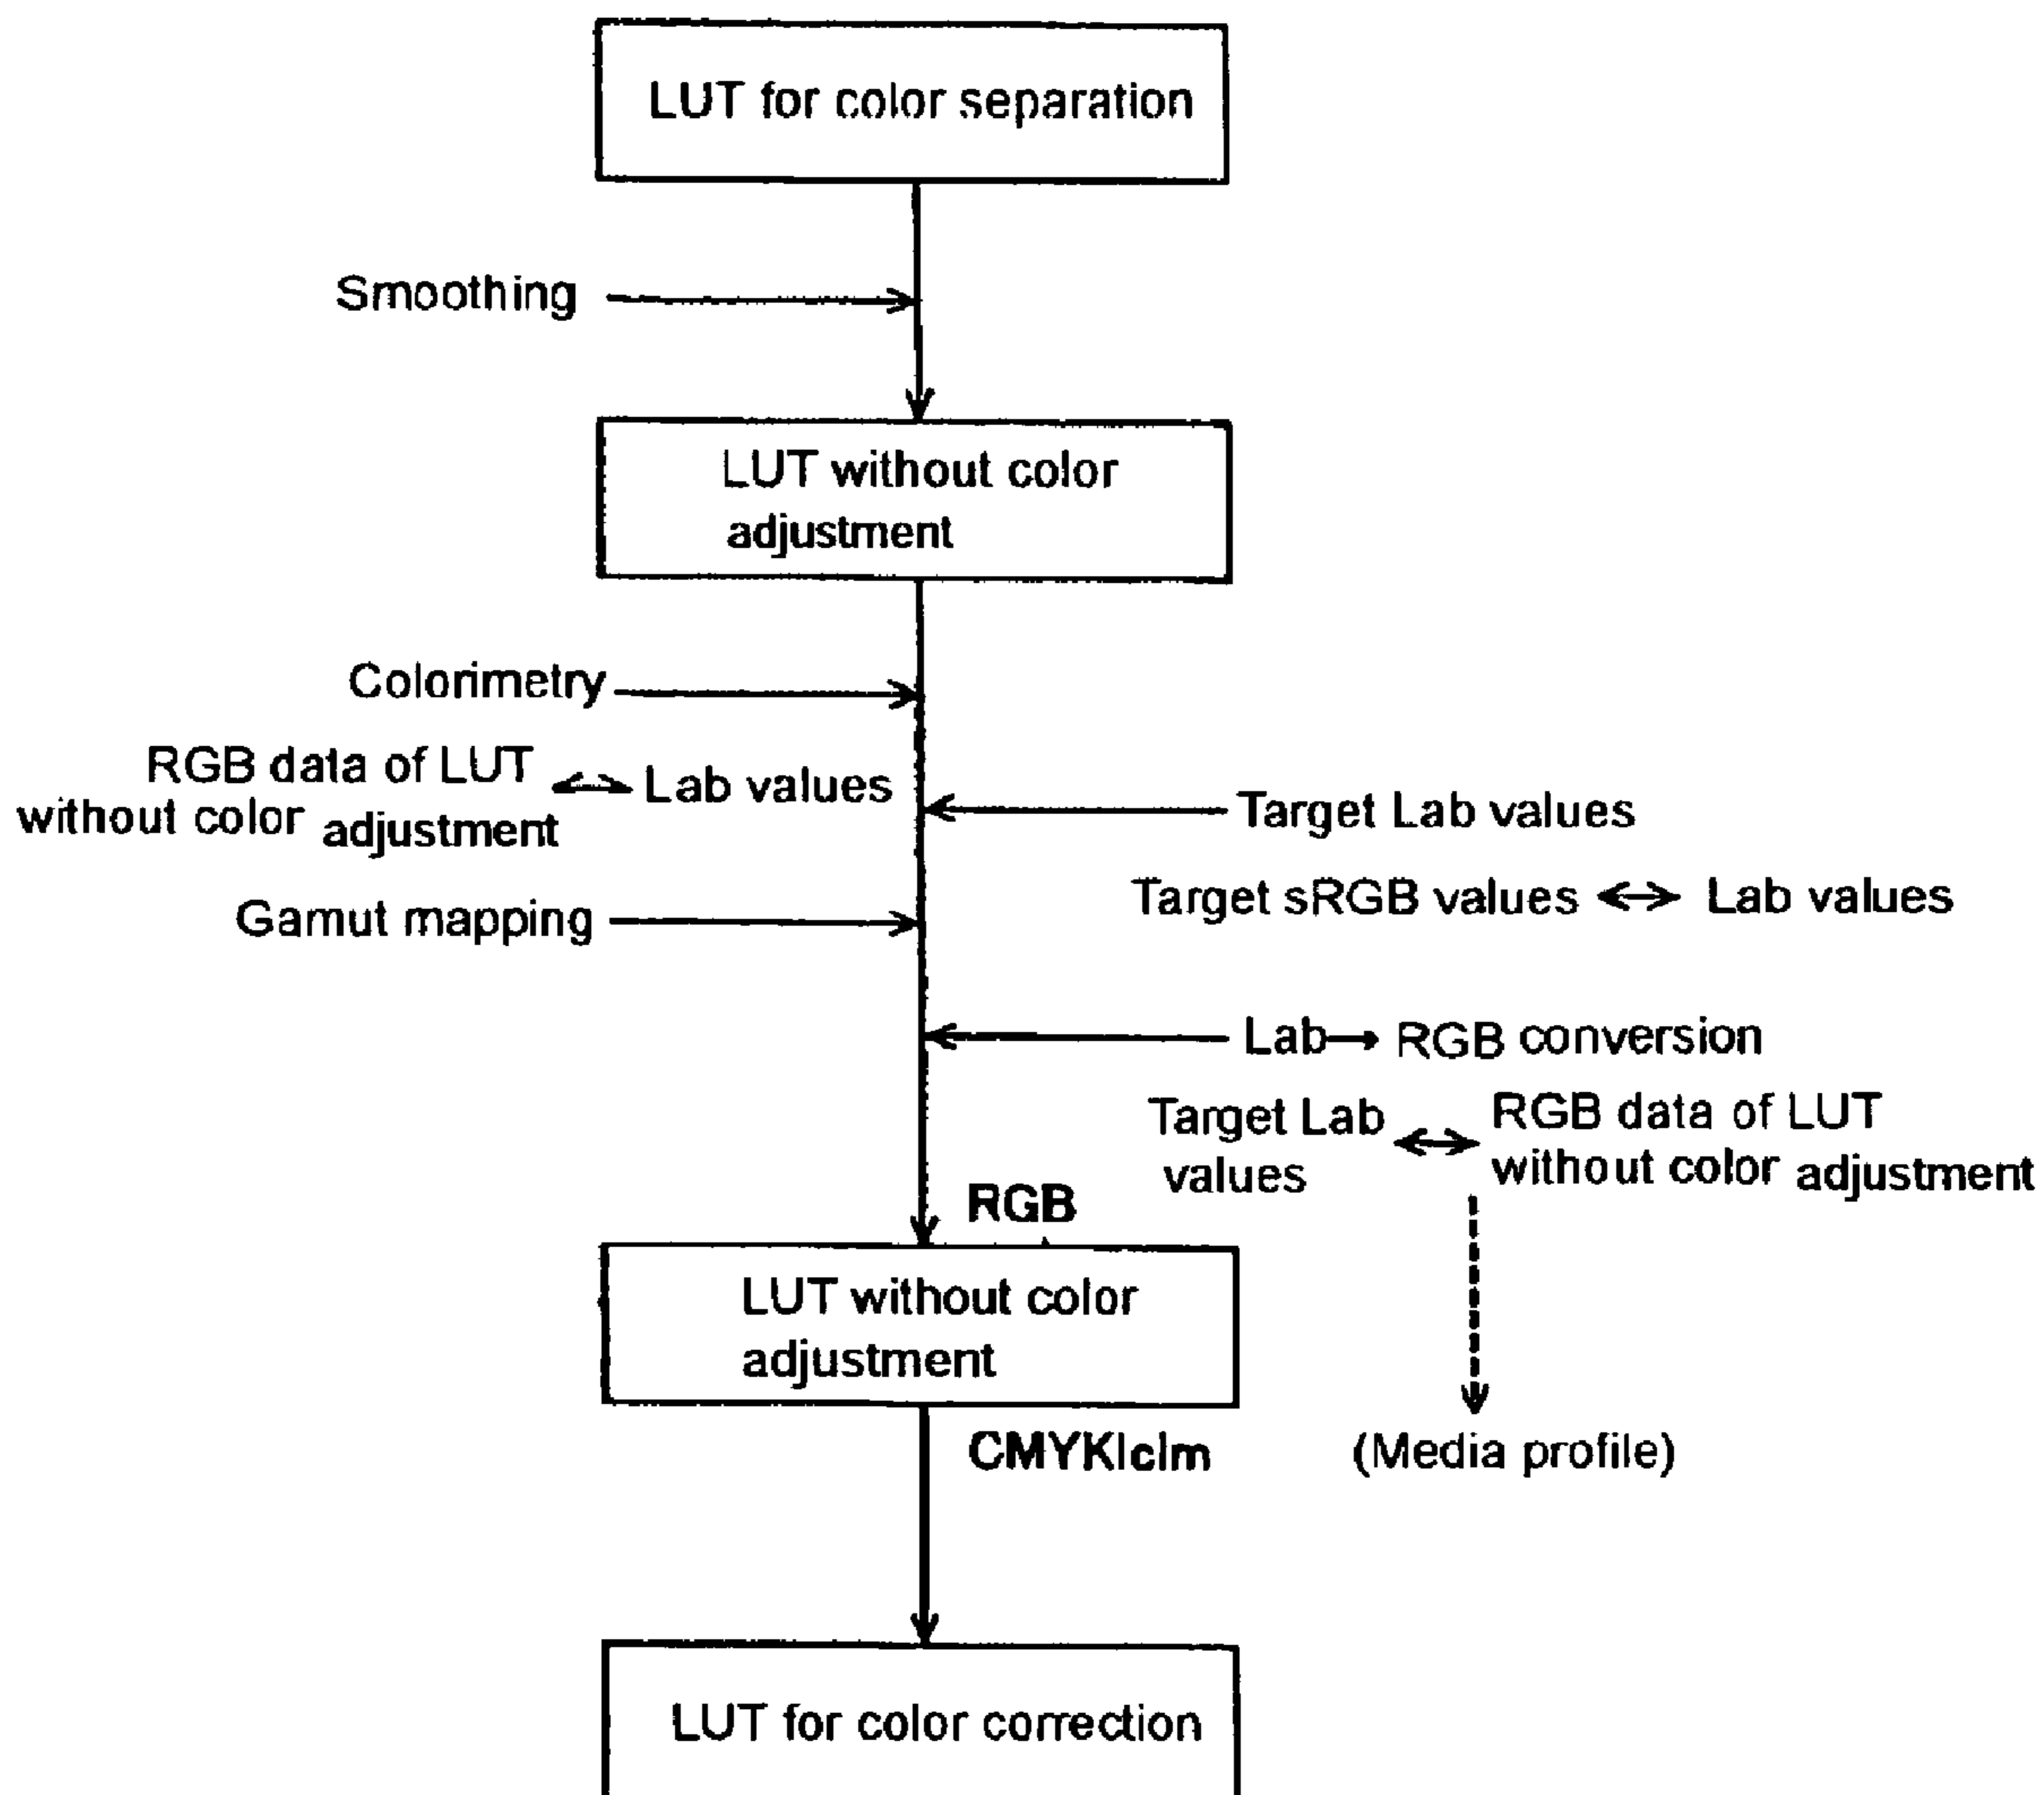 LUT for color separation
Smoothing
LUT without color
adjustment
Colorimetry
RGB data of LUT
without color adjustment
Lab values
Target Lab values
Target sRGB values Lab values
Gamut mapping
Lab RGB conversion
Target Lab
values
RGB data of LUT
without color adjustment
RGB
LUT without color
adjustment
CMYKlclm
(Media profile)
LUT for color correction